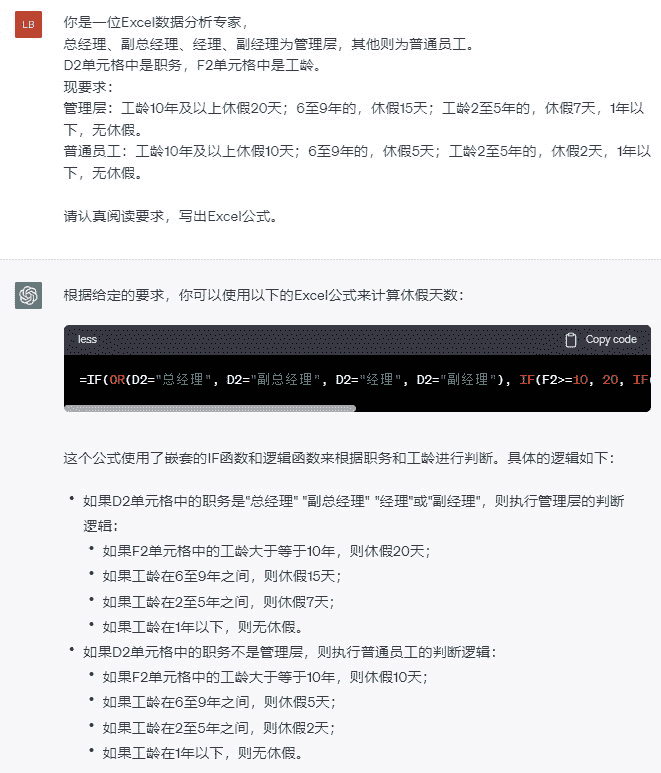 LB
你是一位Excel数据分析专家，
总经理、副总经理、经理、副经理为管理层，其他则为普通员工。
D2单元格中是职务，F2单元格中是工龄。
现要求：
管理层：工龄10年及以上休假20天；6至9年的，休假15天；工龄2至5年的，休假7天，1年以
下，无休假。
普通员工：工龄10年及以上休假10天；6至9年的，休假5天；工龄2至5年的，休假2天，1年以
下，无休假。
请认真阅读要求，写出Excel公式。
根据给定的要求，你可以使用以下的Excel公式来计算休假天数：
less
Copy code
=IF(OR(D2="总经理", D2="副总经理", D2="经理", D2="副经理"), IF(F2>=10, 20, IF(
这个公式使用了嵌套的IF函数和逻辑函数来根据职务和工龄进行判断。具体的逻辑如下：
• 如果D2单元格中的职务是"总经理" "副总经理" "经理"或"副经理"，则执行管理层的判断
逻辑：
• 如果F2单元格中的工龄大于等于10年，则休假20天；
• 如果工龄在6至9年之间，则休假15天；
• 如果工龄在2至5年之间，则休假7天；
• 如果工龄在1年以下，则无休假。
• 如果D2单元格中的职务不是管理层，则执行普通员工的判断逻辑：
• 如果F2单元格中的工龄大于等于10年，则休假10天；
• 如果工龄在6至9年之间，则休假5天；
• 如果工龄在2至5年之间，则休假2天；
• 如果工龄在1年以下，则无休假。